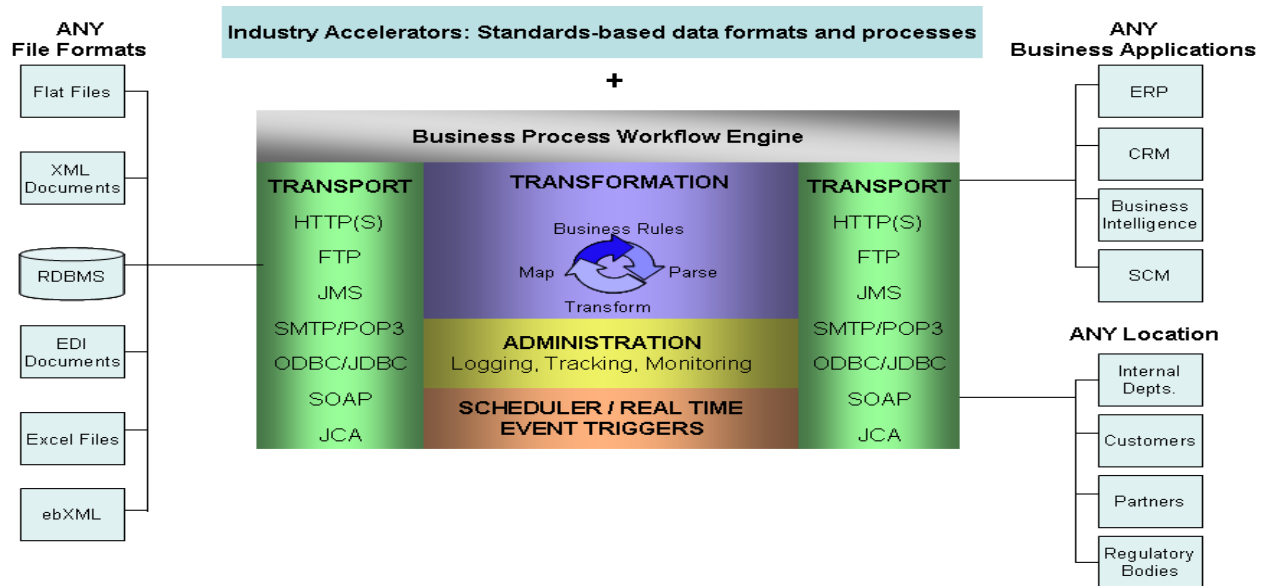 ANY
File Formats
Flat Files
XML
Documents
RDBMS
EDI
Documents
Excel Files
ebXML
Industry Accelerators: Standards-based data formats and processes
+
Business Process Workflow Engine
TRANSPORT
HTTP(S)
FTP
JMS
SMTP/POP3
ODBC/JDBC
SOAP
JCA
TRANSFORMATION
Business Rules
Map
Parse
Transform
ADMINISTRATION
Logging, Tracking, Monitoring
SCHEDULER / REAL TIME
EVENT TRIGGERS
TRANSPORT
HTTP(S)
FTP
JMS
SMTP/POP3
ODBC/JDBC
SOAP
JCA
ANY
Business Applications
ERP
CRM
Business
Intelligence
SCM
ANY Location
Internal
Depts.
Customers
Partners
Regulatory
Bodies